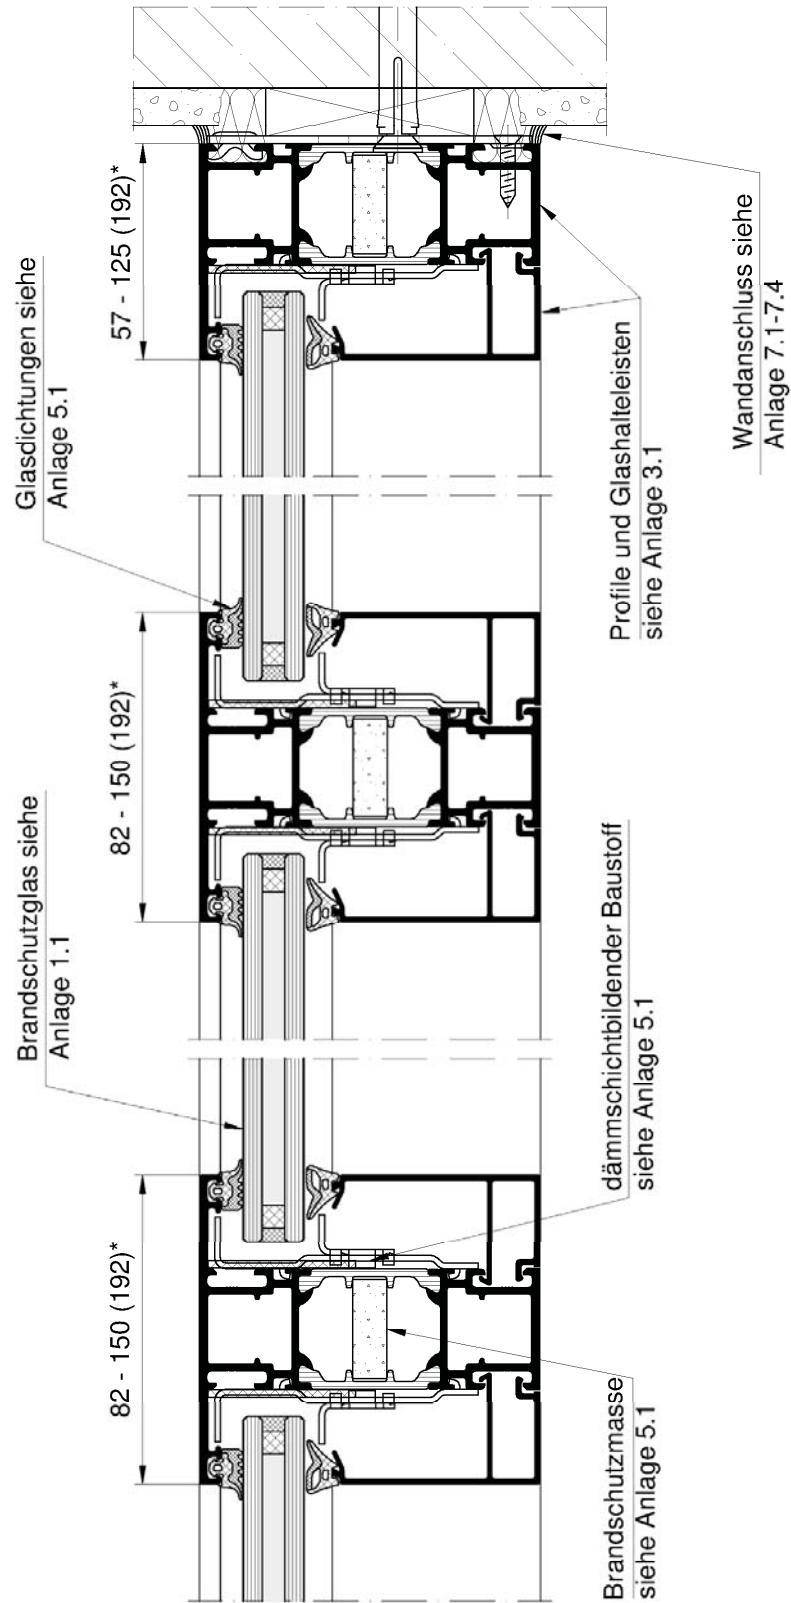 57 - 125 (192)*
Glasdichtungen siehe
Anlage 5.1
Wandanschluss siehe
Anlage 7.1-7.4
Profile und Glashalteleisten
siehe Anlage 3.1
82 - 150 (192)*
Brandschutzglas siehe
Anlage 1.1
dämmschichtbildender Baustoff
siehe Anlage 5.1
82 - 150 (192)*
Brandschutzmasse
siehe Anlage 5.1